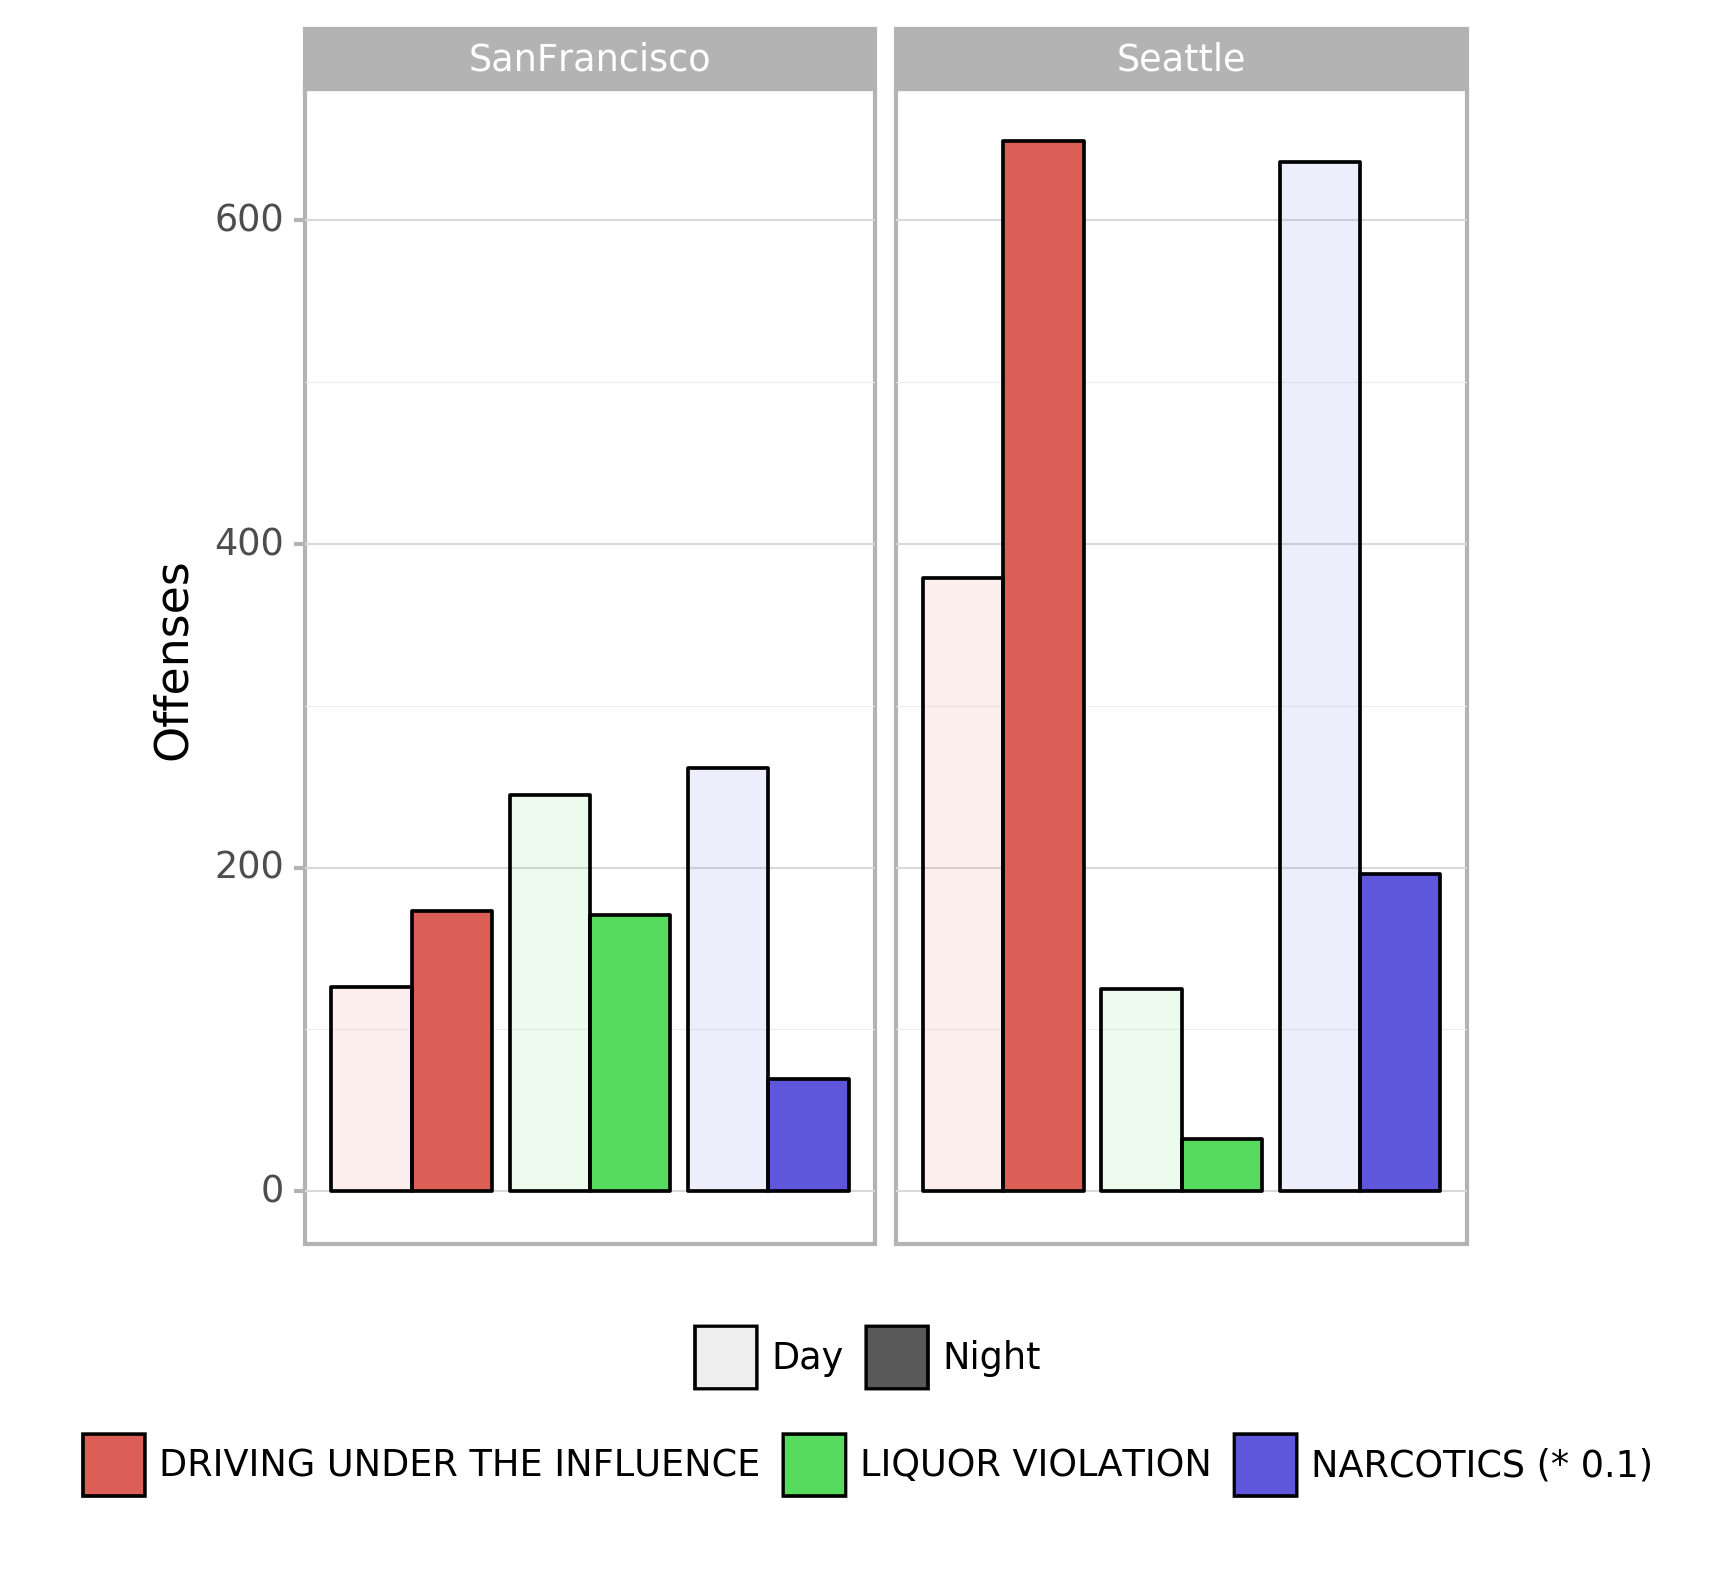 SanFrancisco
Seattle
600
400
200
0
Offenses
Day
Night
DRIVING UNDER THE INFLUENCE
LIQUOR VIOLATION
NARCOTICS (* 0.1)